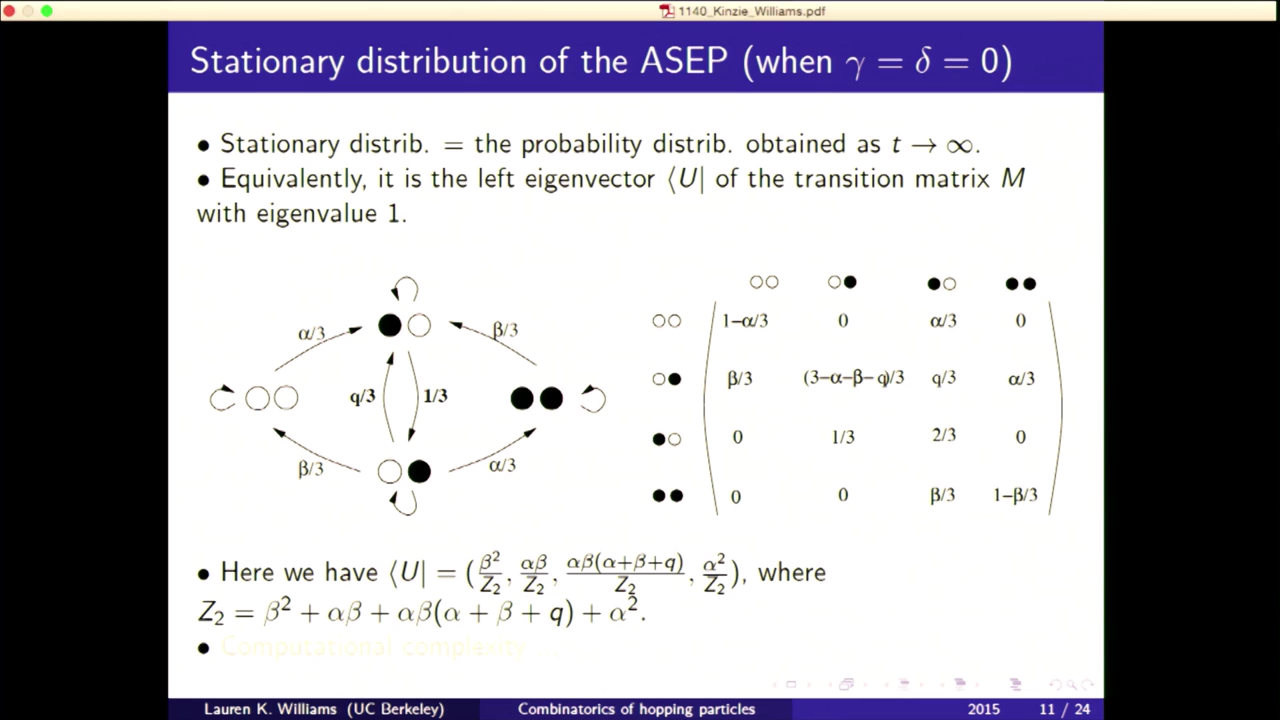 1140_Kinzie_Williams.pdf
Stationary distribution of the ASEP (when γ = δ = 0)
• Stationary distrib. = the probability distrib. obtained as t → ∞.
• Equivalently, it is the left eigenvector ⟨U| of the transition matrix M
with eigenvalue 1.
α/3 β/3
q/3 1/3
β/3 α/3
○○ ○● ●○ ●●
○○ 1−α/3 0 α/3 0
○● β/3 (3−α−β−q)/3 q/3 α/3
●○ 0 1/3 2/3 0
●● 0 0 β/3 1−β/3
• Here we have ⟨U| = (β²/Z₂, αβ/Z₂, αβ(α+β+q)/Z₂, α²/Z₂), where
Z₂ = β² + αβ + αβ(α + β + q) + α².
• Computational complexity
Lauren K. Williams (UC Berkeley) Combinatorics of hopping particles 2015 11 / 24